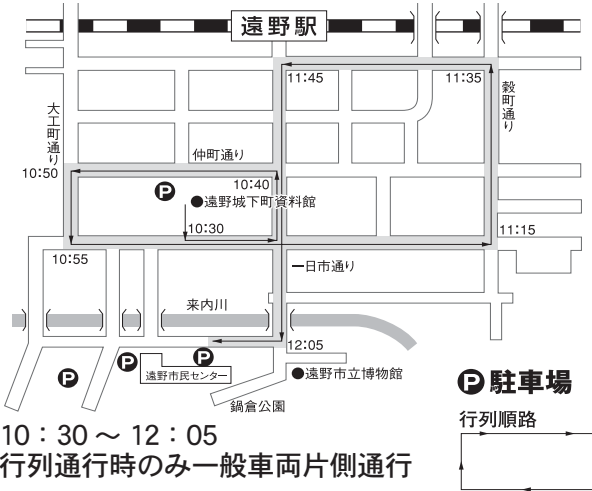 遠野駅
11:45
11:35
穀町通り
大工町通り
仲町通り
10:50
P
10:40
●遠野城下町資料館
10:30
11:15
10:55
一日市通り
来内川
12:05
P
P
P
遠野市民センター
●遠野市立博物館
鍋倉公園
P駐車場
行列順路
10：30～12：05
行列通行時のみ一般車両片側通行